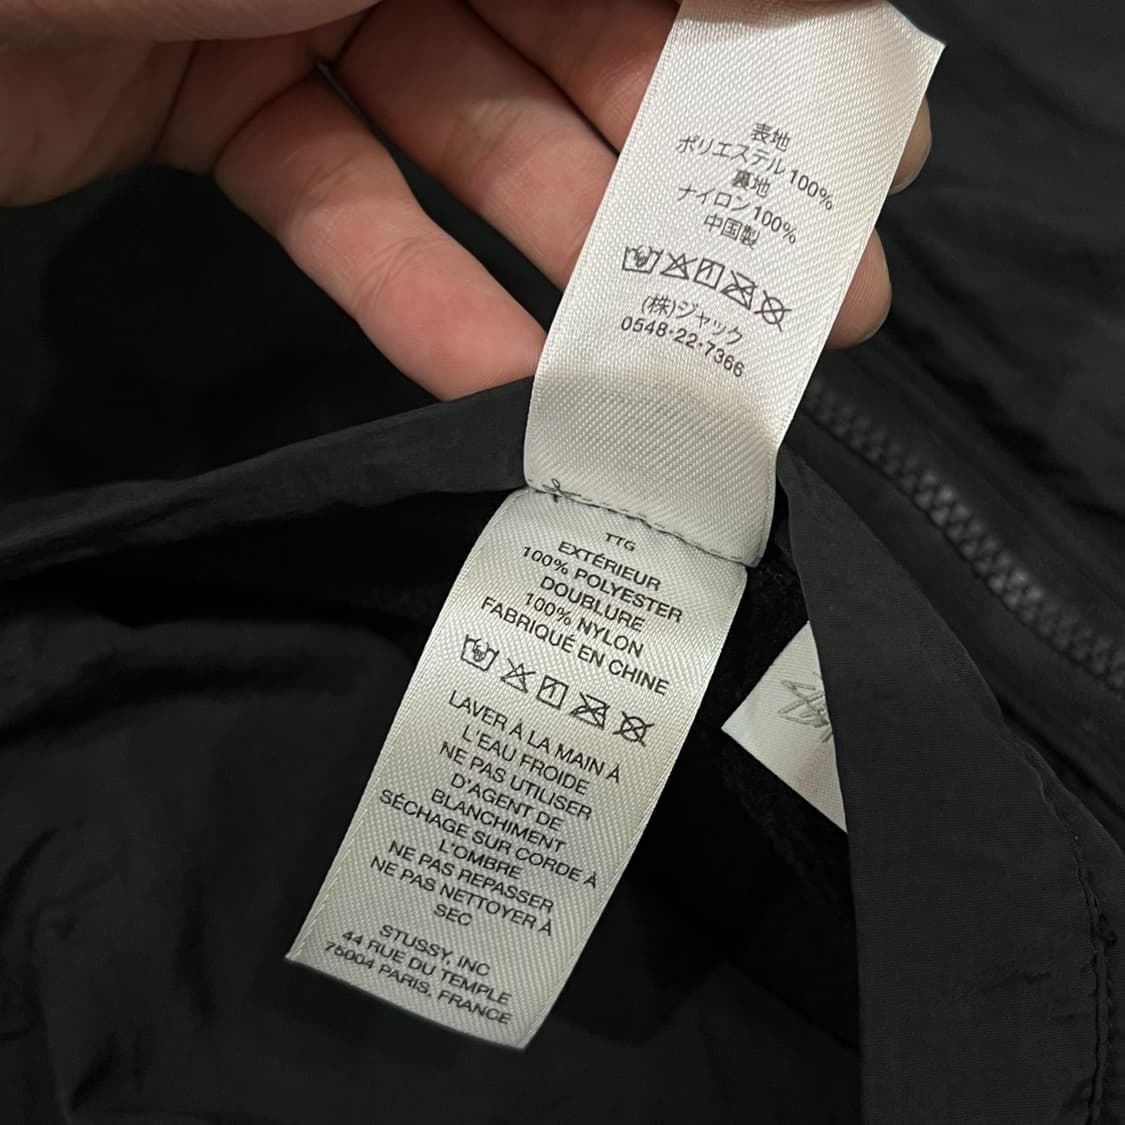 表地
ポリエステル100%
裏地
ナイロン100%
中国製
(株)ジャック
0548-22-7366
TTG
EXTÉRIEUR
100% POLYESTER
DOUBLURE
100% NYLON
FABRIQUÉ EN CHINE
LAVER À LA MAIN À
L'EAU FROIDE
NE PAS UTILISER
D'AGENT DE
BLANCHIMENT
SÉCHAGE SUR CORDE À
L'OMBRE
NE PAS REPASSER
NE PAS NETTOYER À
SEC
STUSSY, INC
44 RUE DU TEMPLE
75004 PARIS, FRANCE